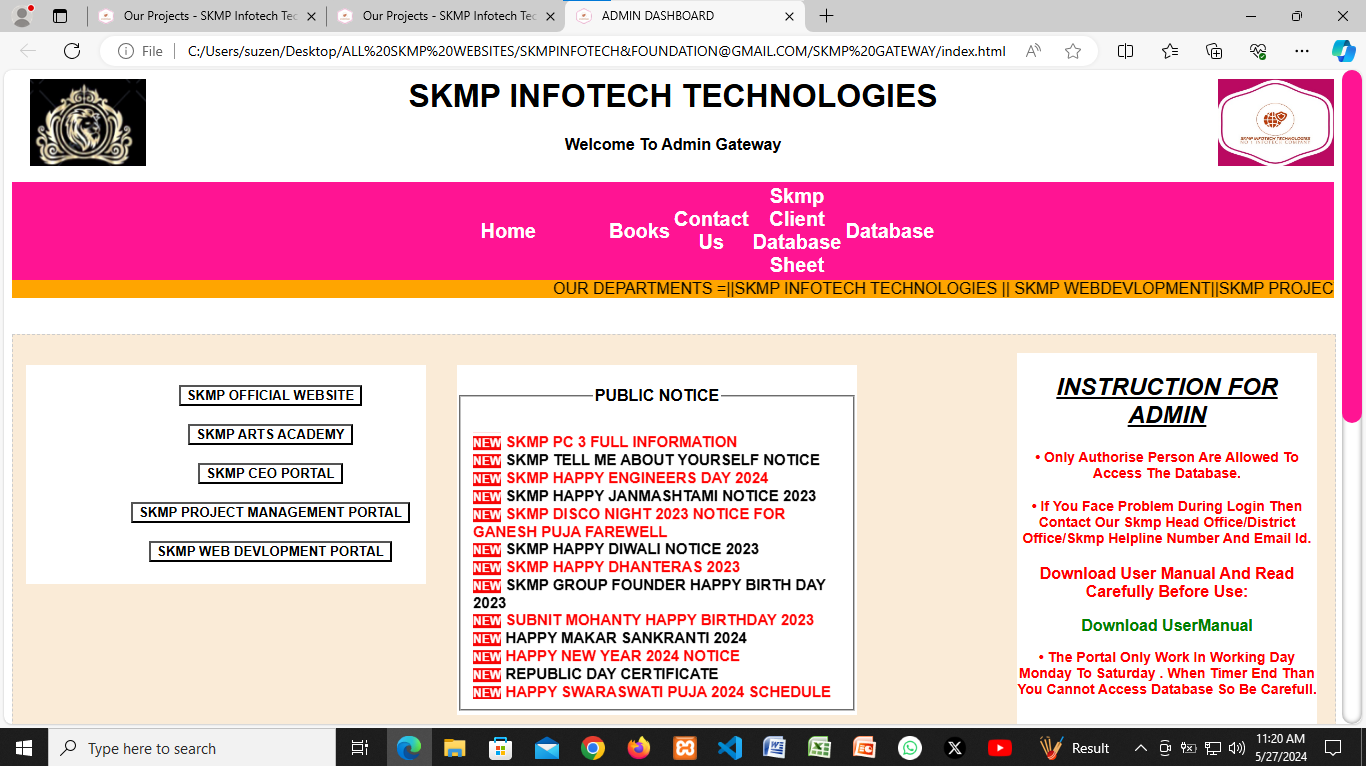 Our Projects - SKMP Infotech Tec
Our Projects - SKMP Infotech Tec
ADMIN DASHBOARD
File
C:/Users/suzen/Desktop/ALL%20SKMP%20WEBSITES/SKMPINFOTECH&FOUNDATION@GMAIL.COM/SKMP%20GATEWAY/index.html
SKMP INFOTECH TECHNOLOGIES
Welcome To Admin Gateway
SKMP INFOTECH TECHNOLOGIES
Home
Books
Contact
Us
Skmp
Client
Database
Sheet
Database
OUR DEPARTMENTS =||SKMP INFOTECH TECHNOLOGIES || SKMP WEBDEVLOPMENT||SKMP PROJEC
SKMP OFFICIAL WEBSITE
SKMP ARTS ACADEMY
SKMP CEO PORTAL
SKMP PROJECT MANAGEMENT PORTAL
SKMP WEB DEVLOPMENT PORTAL
PUBLIC NOTICE
NEW SKMP PC 3 FULL INFORMATION
NEW SKMP TELL ME ABOUT YOURSELF NOTICE
NEW SKMP HAPPY ENGINEERS DAY 2024
NEW SKMP HAPPY JANMASHTAMI NOTICE 2023
NEW SKMP DISCO NIGHT 2023 NOTICE FOR
GANESH PUJA FAREWELL
NEW SKMP HAPPY DIWALI NOTICE 2023
NEW SKMP HAPPY DHANTERAS 2023
NEW SKMP GROUP FOUNDER HAPPY BIRTH DAY
2023
NEW SUBNIT MOHANTY HAPPY BIRTHDAY 2023
NEW HAPPY MAKAR SANKRANTI 2024
NEW HAPPY NEW YEAR 2024 NOTICE
NEW REPUBLIC DAY CERTIFICATE
NEW HAPPY SWARASWATI PUJA 2024 SCHEDULE
INSTRUCTION FOR
ADMIN
• Only Authorise Person Are Allowed To
Access The Database.
• If You Face Problem During Login Then
Contact Our Skmp Head Office/District
Office/Skmp Helpline Number And Email Id.
Download User Manual And Read
Carefully Before Use:
Download UserManual
• The Portal Only Work In Working Day
Monday To Saturday . When Timer End Than
You Cannot Access Database So Be Carefull.
Type here to search
Result
11:20 AM
5/27/2024